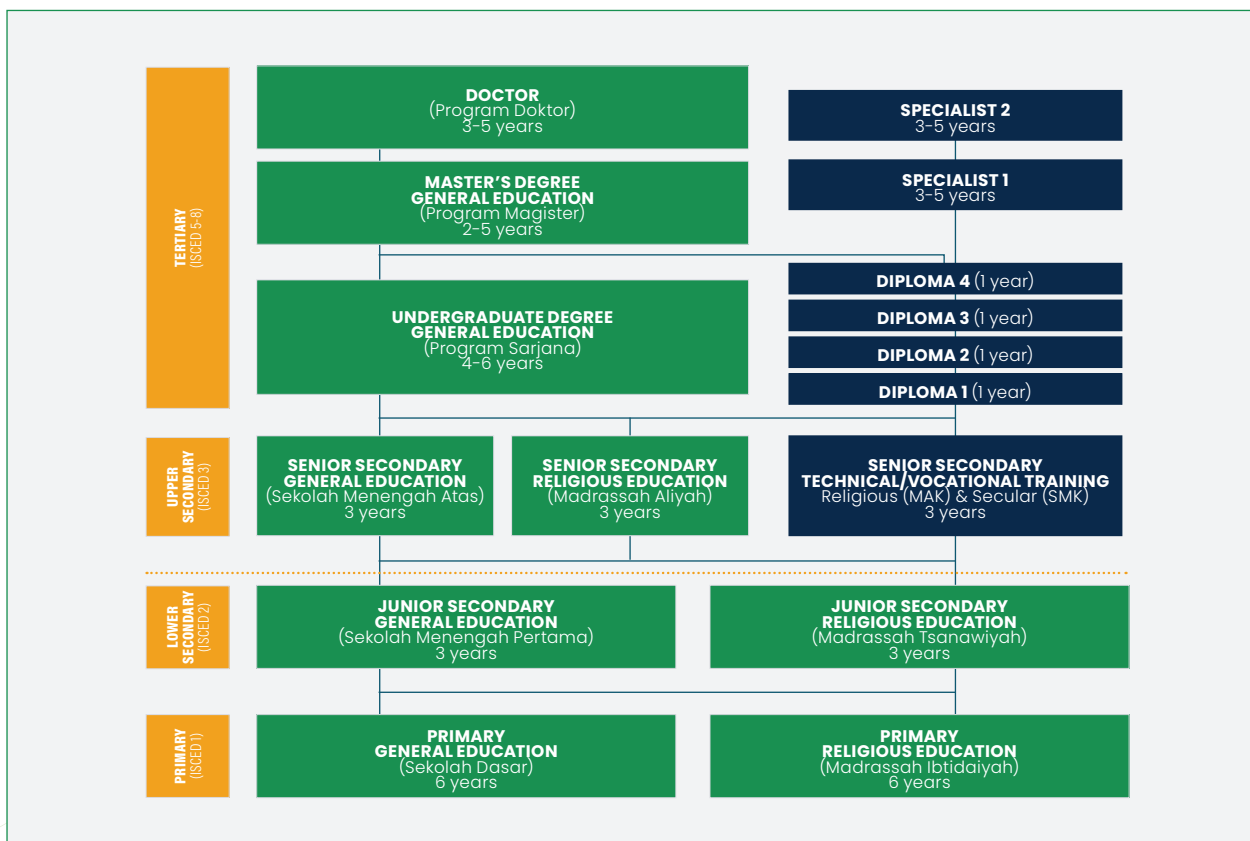 TERTIARY
(ISCED 5-8)
DOCTOR
(Program Doktor)
3-5 years
MASTER'S DEGREE
GENERAL EDUCATION
(Program Magister)
2-5 years
UNDERGRADUATE DEGREE
GENERAL EDUCATION
(Program Sarjana)
4-6 years
SPECIALIST 2
3-5 years
SPECIALIST 1
3-5 years
DIPLOMA 4 (1 year)
DIPLOMA 3 (1 year)
DIPLOMA 2 (1 year)
DIPLOMA 1 (1 year)
UPPER
SECONDARY
(ISCED 3)
SENIOR SECONDARY
GENERAL EDUCATION
(Sekolah Menengah Atas)
3 years
SENIOR SECONDARY
RELIGIOUS EDUCATION
(Madrassah Aliyah)
3 years
SENIOR SECONDARY
TECHNICAL/VOCATIONAL TRAINING
Religious (MAK) & Secular (SMK)
3 years
LOWER
SECONDARY
(ISCED 2)
JUNIOR SECONDARY
GENERAL EDUCATION
(Sekolah Menengah Pertama)
3 years
JUNIOR SECONDARY
RELIGIOUS EDUCATION
(Madrassah Tsanawiyah)
3 years
PRIMARY
(ISCED 1)
PRIMARY
GENERAL EDUCATION
(Sekolah Dasar)
6 years
PRIMARY
RELIGIOUS EDUCATION
(Madrassah Ibtidaiyah)
6 years